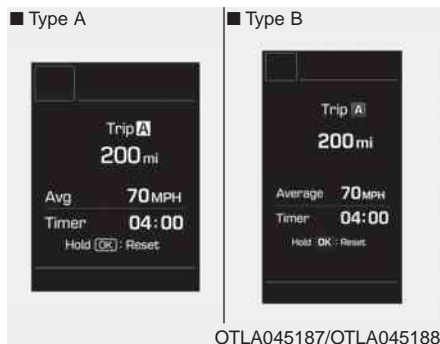 ■ Type A
Trip A
200 mi
Avg 70 MPH
Timer 04:00
Hold OK : Reset
■ Type B
Trip A
200 mi
Average 70 MPH
Timer 04:00
Hold OK : Reset
OTLA045187/OTLA045188